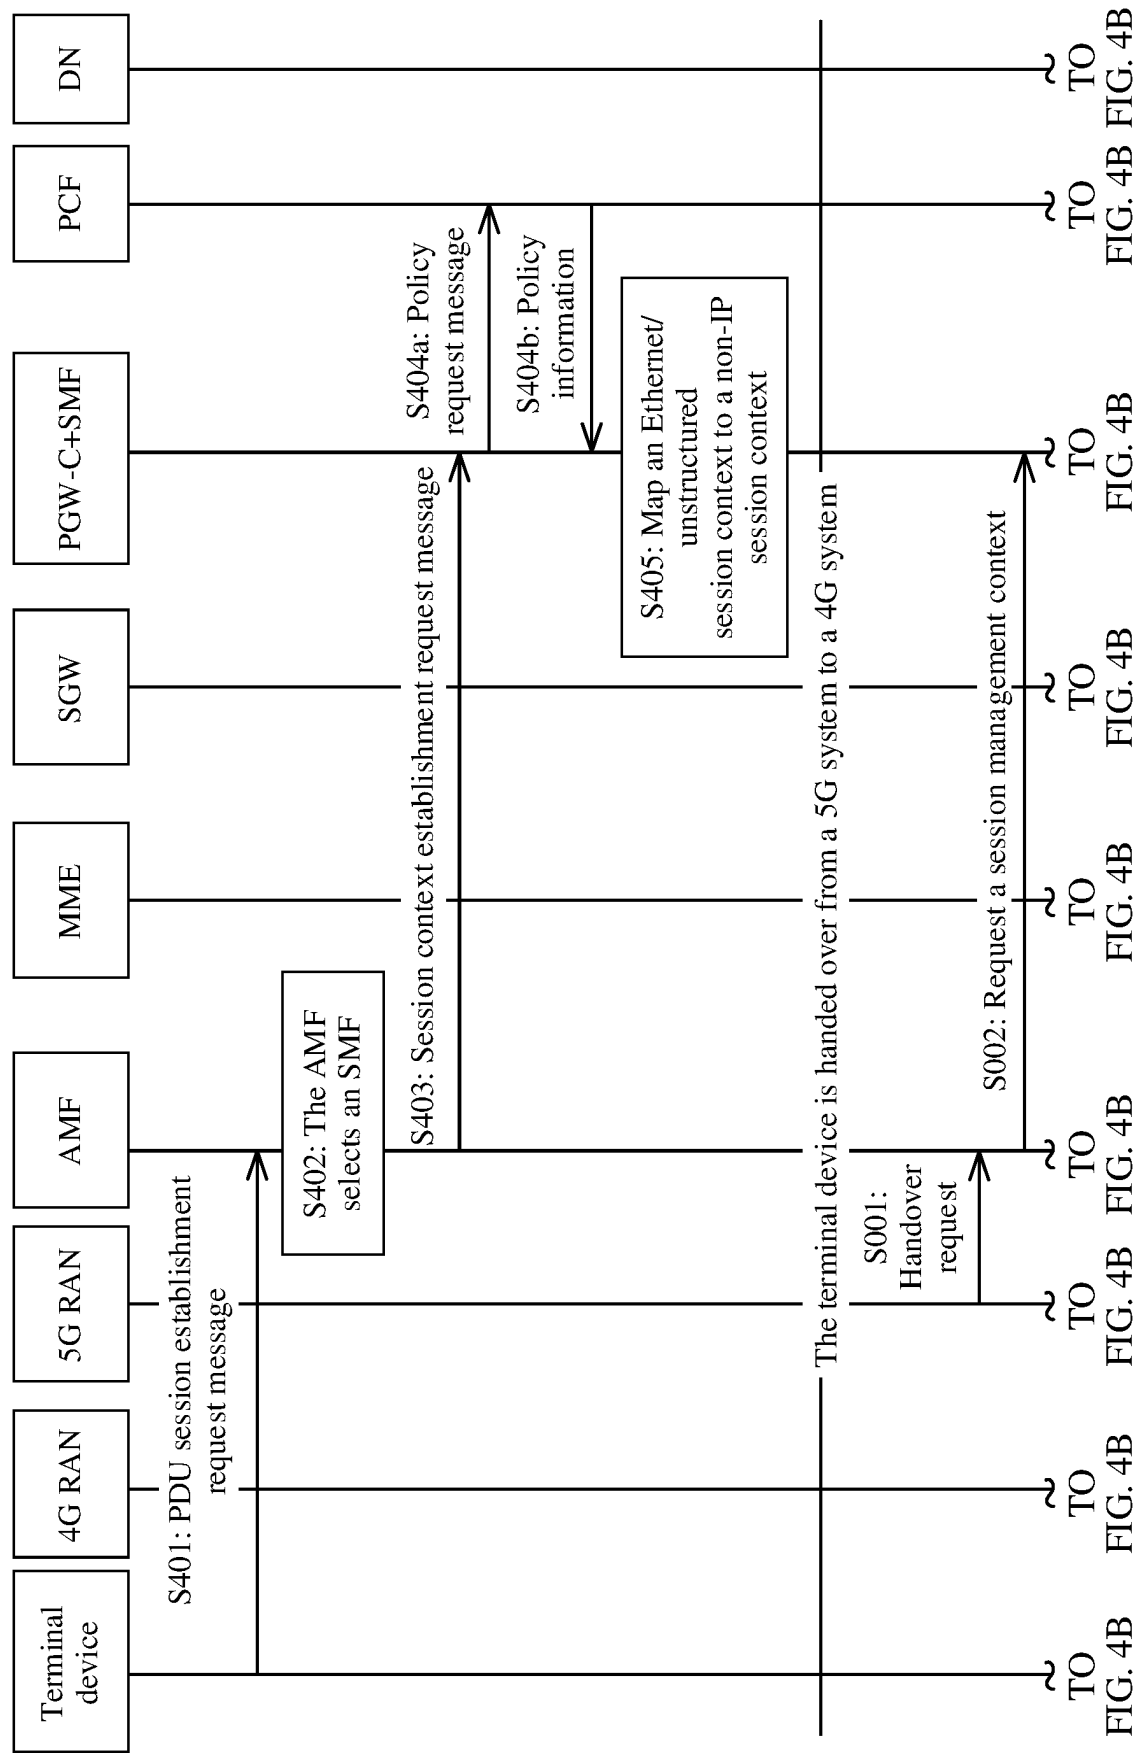 Terminal
device
4G RAN
5G RAN
AMF
MME
SGW
PGW-C+SMF
PCF
DN
S401: PDU session establishment
request message
S402: The AMF
selects an SMF
S403: Session context establishment request message
S404a: Policy
request message
S404b: Policy
information
S405: Map an Ethernet/
unstructured
session context to a non-IP
session context
The terminal device is handed over from a 5G system to a 4G system
S001:
Handover
request
S002: Request a session management context
TO
FIG. 4B
TO
FIG. 4B
TO
FIG. 4B
TO
FIG. 4B
TO
FIG. 4B
TO
FIG. 4B
TO
FIG. 4B
TO
FIG. 4B
TO
FIG. 4B